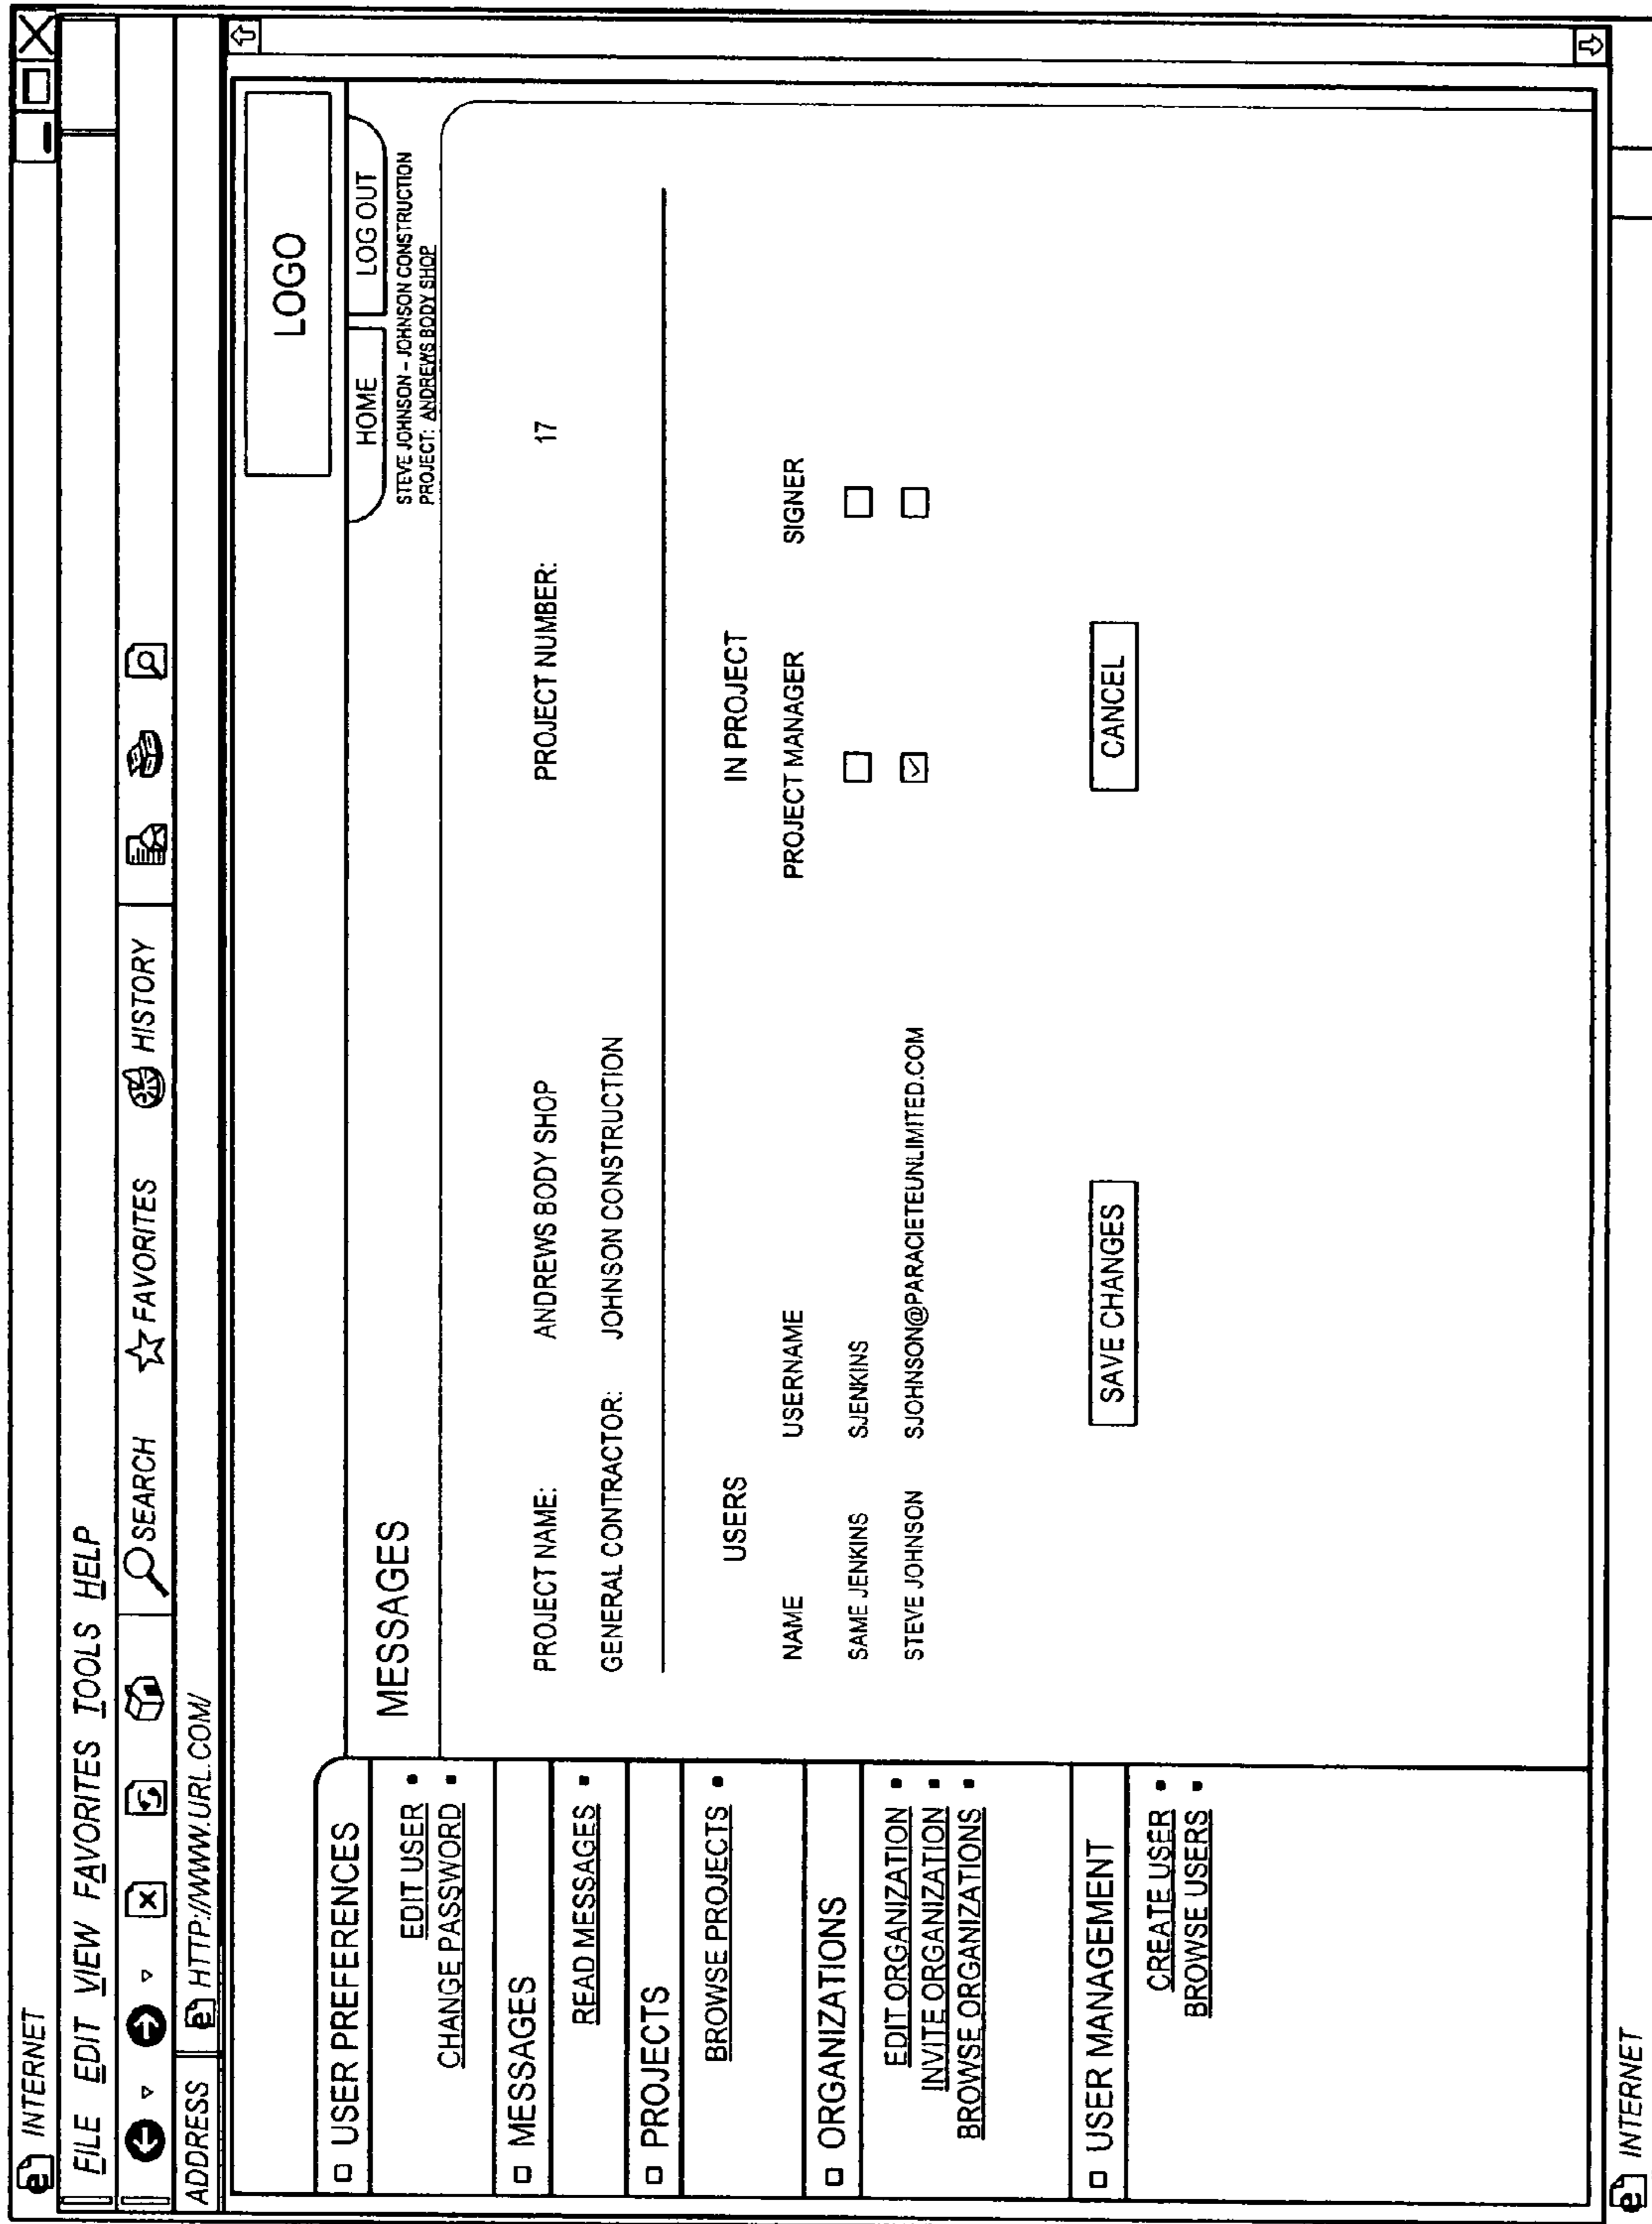 INTERNET
FILE EDIT VIEW FAVORITES TOOLS HELP
SEARCH FAVORITES HISTORY
ADDRESS HTTP://WWW.URL.COM/
LOGO
HOME LOG OUT
STEVE JOHNSON - JOHNSON CONSTRUCTION
PROJECT: ANDREWS BODY SHOP
USER PREFERENCES
EDIT USER
CHANGE PASSWORD
MESSAGES
READ MESSAGES
PROJECTS
BROWSE PROJECTS
ORGANIZATIONS
EDIT ORGANIZATION
INVITE ORGANIZATION
BROWSE ORGANIZATIONS
USER MANAGEMENT
CREATE USER
BROWSE USERS
MESSAGES
PROJECT NAME: ANDREWS BODY SHOP PROJECT NUMBER: 17
GENERAL CONTRACTOR: JOHNSON CONSTRUCTION
USERS IN PROJECT
NAME USERNAME PROJECT MANAGER SIGNER
SAME JENKINS SJENKINS
STEVE JOHNSON SJOHNSON@PARACIETEUNLIMITED.COM
SAVE CHANGES CANCEL
INTERNET